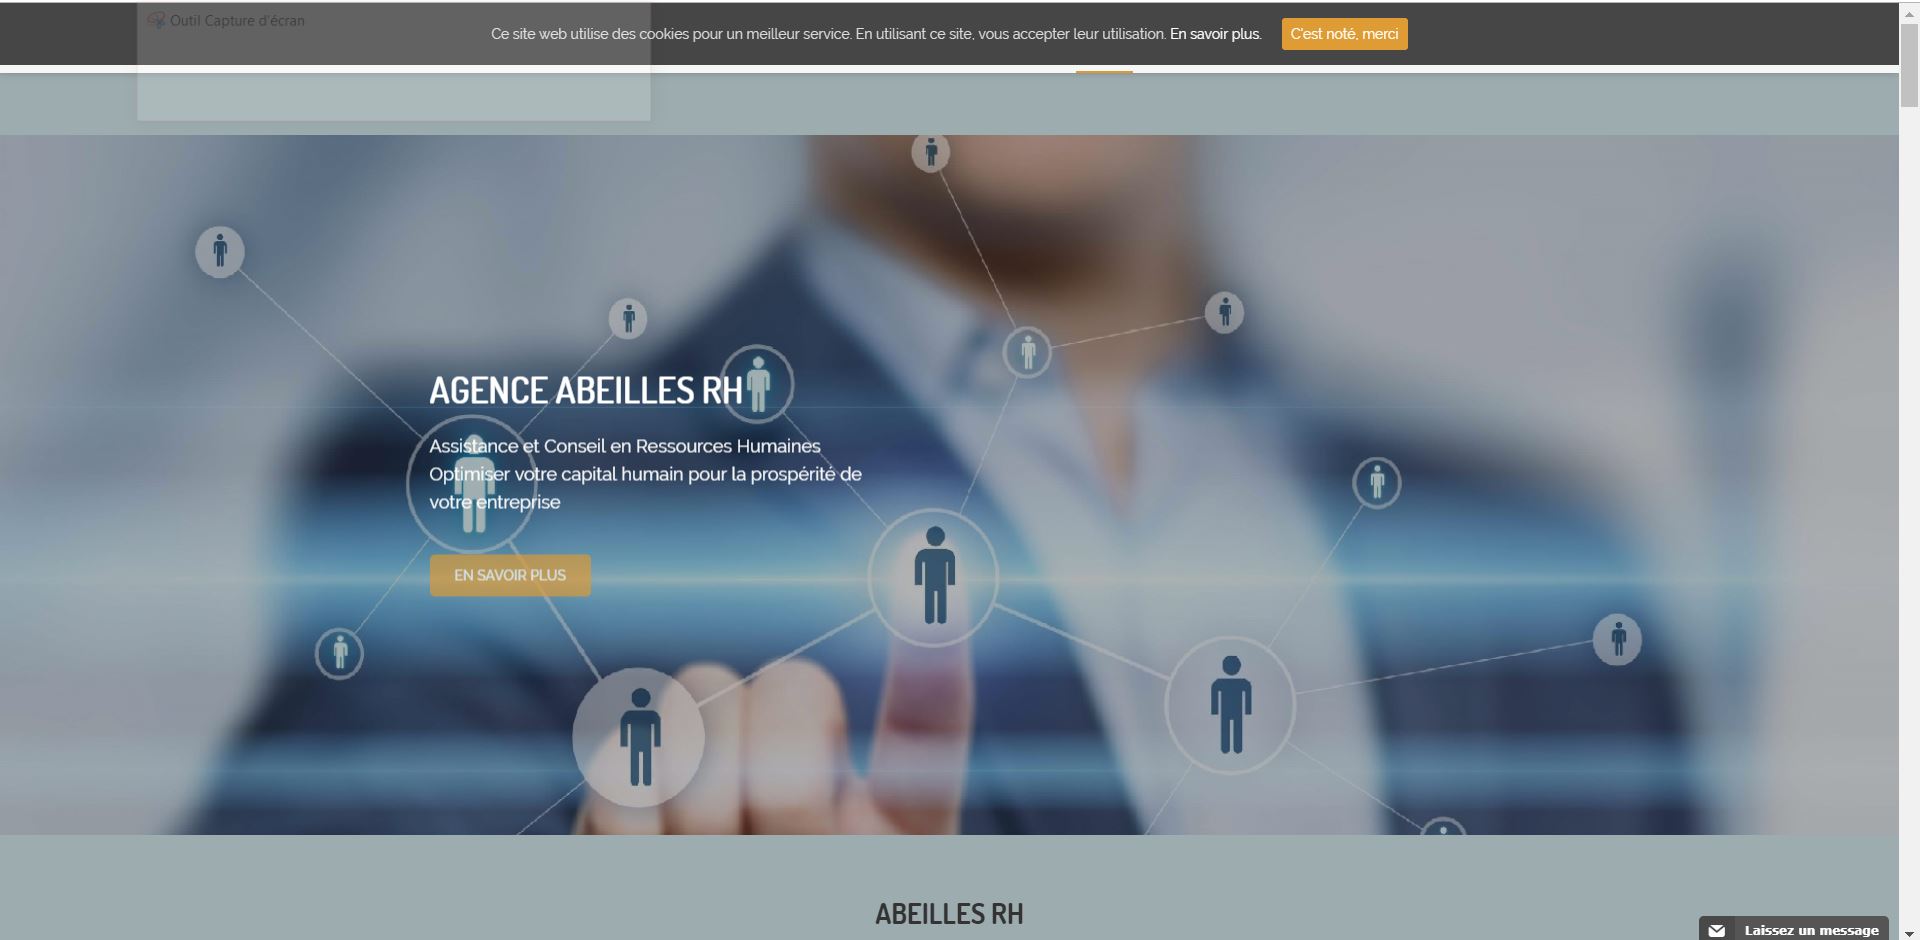 Outil Capture d'écran
Ce site web utilise des cookies pour un meilleur service. En utilisant ce site, vous accepter leur utilisation. En savoir plus.
C'est noté, merci
AGENCE ABEILLES RH
Assistance et Conseil en Ressources Humaines
Optimiser votre capital humain pour la prospérité de
votre entreprise
EN SAVOIR PLUS
ABEILLES RH
Laissez un message